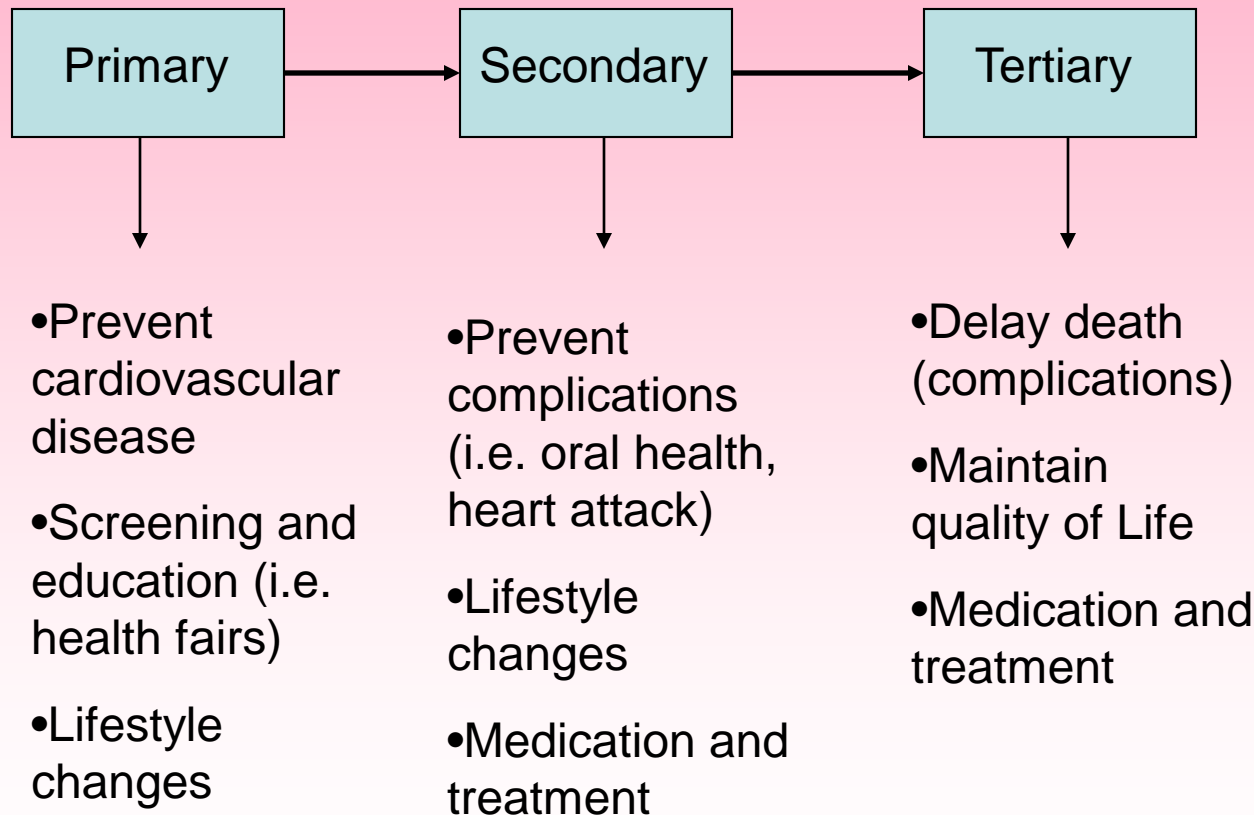 Primary
Secondary
Tertiary
•Prevent
cardiovascular
disease
•Screening and
education (i.e.
health fairs)
•Lifestyle
changes
•Prevent
complications
(i.e. oral health,
heart attack)
•Lifestyle
changes
•Medication and
treatment
•Delay death
(complications)
•Maintain
quality of Life
•Medication and
treatment